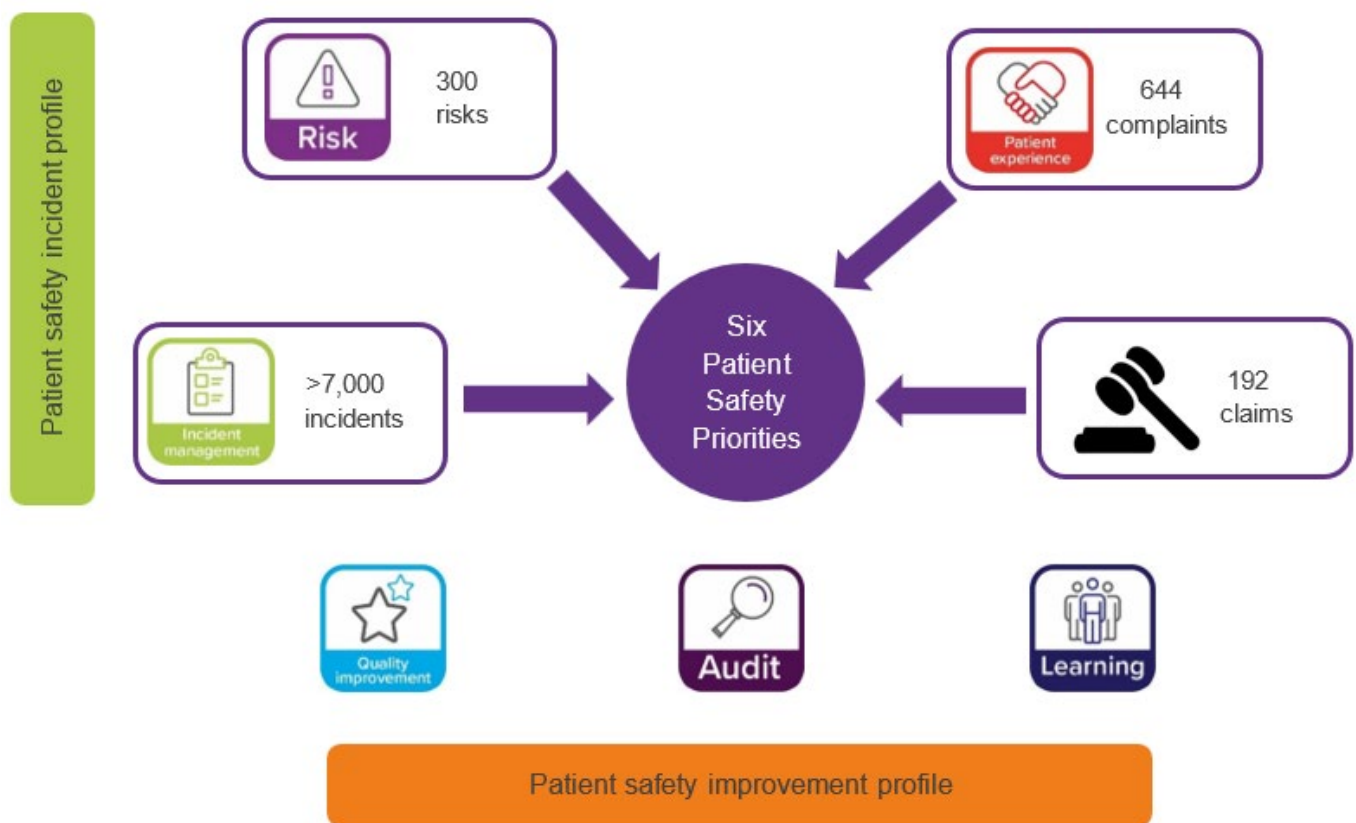 Patient safety incident profile
Risk
300
risks
Patient
experience
644
complaints
Incident
management
>7,000
incidents
Six
Patient
Safety
Priorities
192
claims
Quality
improvement
Audit
Learning
Patient safety improvement profile